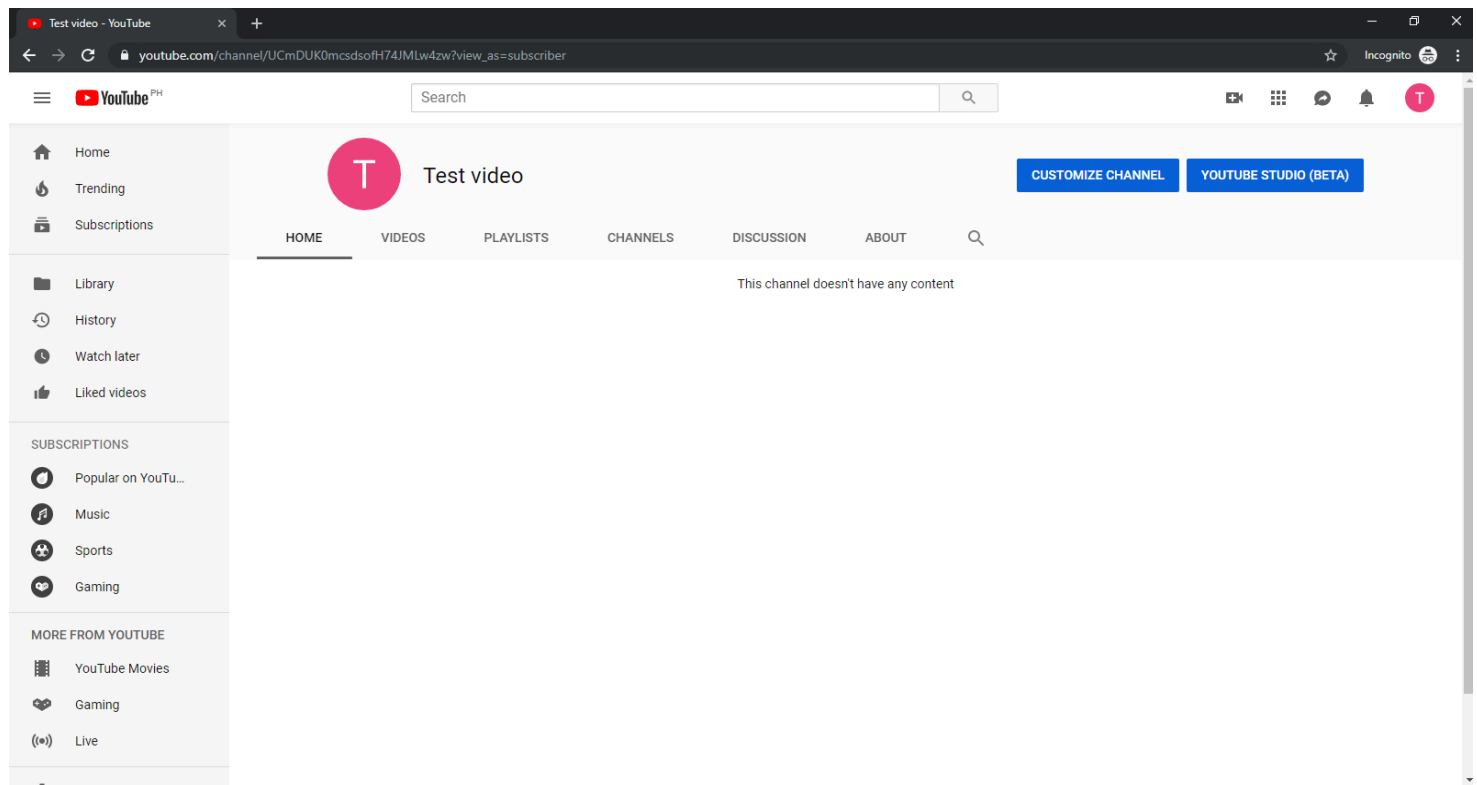 Test video - YouTube
youtube.com/channel/UCmDUK0mcsdsofH74JMLw4zw?view_as=subscriber
Incognito
YouTube PH
Search
T
Home
Trending
Subscriptions
Library
History
Watch later
Liked videos
SUBSCRIPTIONS
Popular on YouTu...
Music
Sports
Gaming
MORE FROM YOUTUBE
YouTube Movies
Gaming
Live
T
Test video
CUSTOMIZE CHANNEL
YOUTUBE STUDIO (BETA)
HOME VIDEOS PLAYLISTS CHANNELS DISCUSSION ABOUT
This channel doesn't have any content